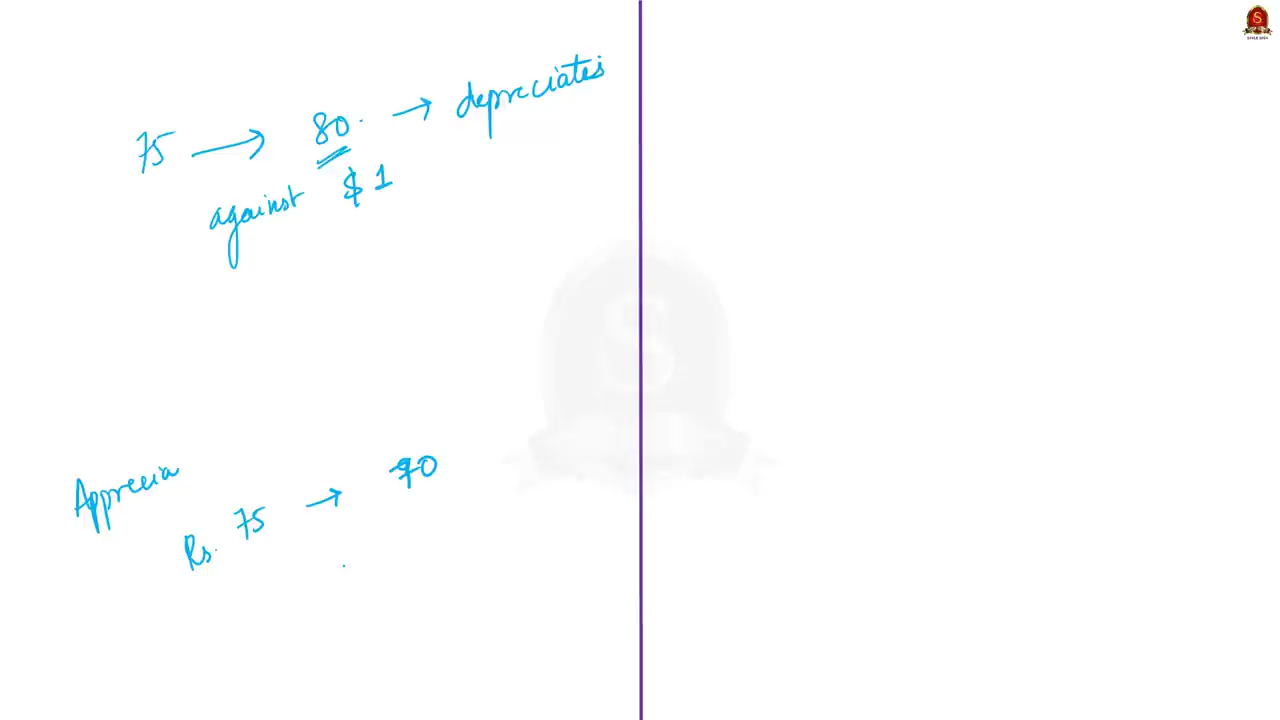 75 → 80. → depreciates
against $1
Apprecia
Rs. 75 → 70